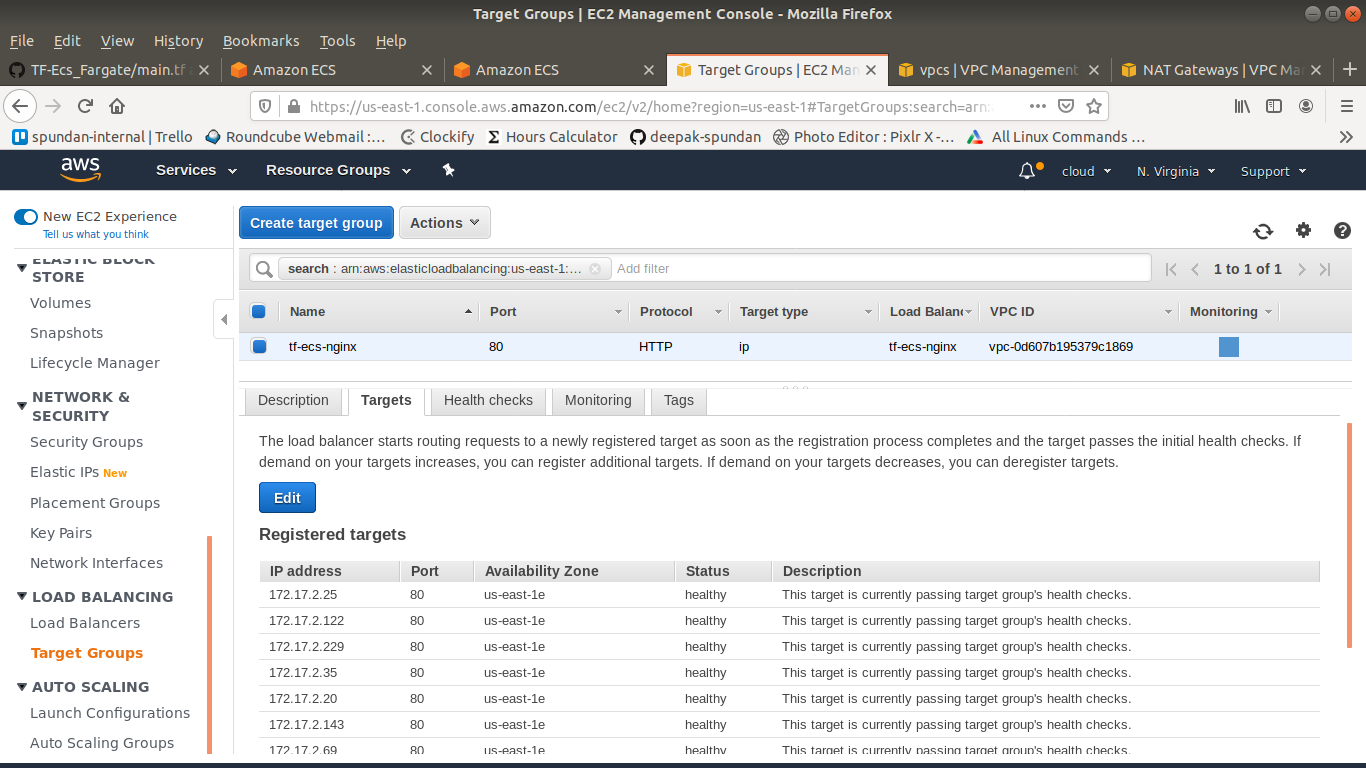 Target Groups | EC2 Management Console - Mozilla Firefox
File Edit View History Bookmarks Tools Help
TF-Ecs_Fargate/main.tf Amazon ECS Amazon ECS Target Groups | EC2 Man vpcs | VPC Management NAT Gateways | VPC Ma
https://us-east-1.console.aws.amazon.com/ec2/v2/home?region=us-east-1#TargetGroups:search=arn:
spundan-internal | Trello Roundcube Webmail :… Clockify Hours Calculator deepak-spundan Photo Editor : Pixlr X -… All Linux Commands …
aws Services Resource Groups cloud N. Virginia Support
New EC2 Experience
Tell us what you think
Create target group Actions
search : arn:aws:elasticloadbalancing:us-east-1:... Add filter 1 to 1 of 1
Name Port Protocol Target type Load Balanc VPC ID Monitoring
tf-ecs-nginx 80 HTTP ip tf-ecs-nginx vpc-0d607b195379c1869
ELASTIC BLOCK
STORE
Volumes
Snapshots
Lifecycle Manager
NETWORK &
SECURITY
Security Groups
Elastic IPs New
Placement Groups
Key Pairs
Network Interfaces
LOAD BALANCING
Load Balancers
Target Groups
AUTO SCALING
Launch Configurations
Auto Scaling Groups
Description Targets Health checks Monitoring Tags
The load balancer starts routing requests to a newly registered target as soon as the registration process completes and the target passes the initial health checks. If
demand on your targets increases, you can register additional targets. If demand on your targets decreases, you can deregister targets.
Edit
Registered targets
IP address Port Availability Zone Status Description
172.17.2.25 80 us-east-1e healthy This target is currently passing target group's health checks.
172.17.2.122 80 us-east-1e healthy This target is currently passing target group's health checks.
172.17.2.229 80 us-east-1e healthy This target is currently passing target group's health checks.
172.17.2.35 80 us-east-1e healthy This target is currently passing target group's health checks.
172.17.2.20 80 us-east-1e healthy This target is currently passing target group's health checks.
172.17.2.143 80 us-east-1e healthy This target is currently passing target group's health checks.
172.17.2.69 80 us-east-1e healthy This target is currently passing target group's health checks.